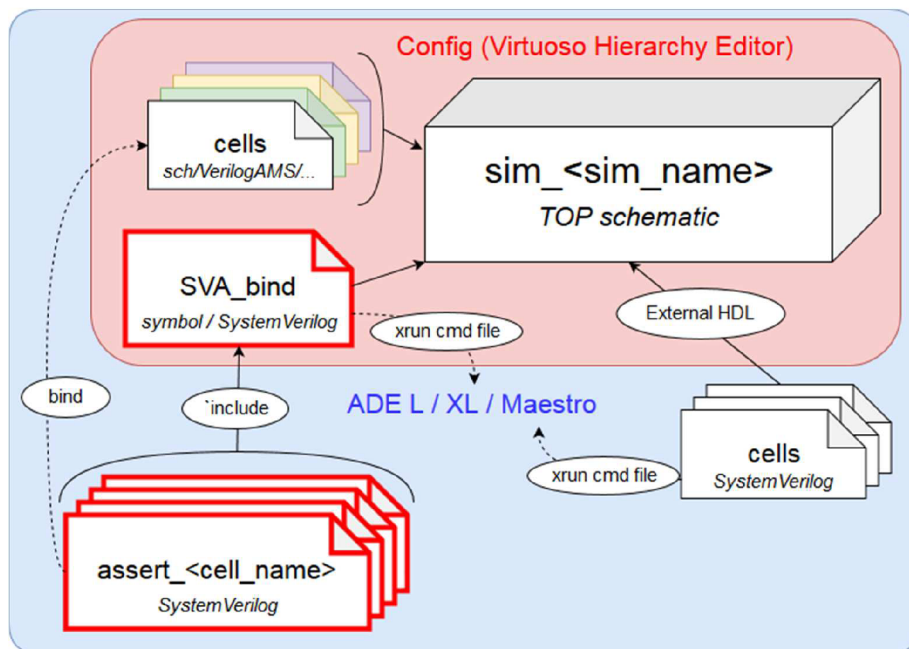 Config (Virtuoso Hierarchy Editor)
cells
sch/VerilogAMS/...
sim_<sim_name>
TOP schematic
SVA_bind
symbol / SystemVerilog
xrun cmd file
External HDL
bind
`include
ADE L / XL / Maestro
cells
SystemVerilog
xrun cmd file
assert_<cell_name>
SystemVerilog